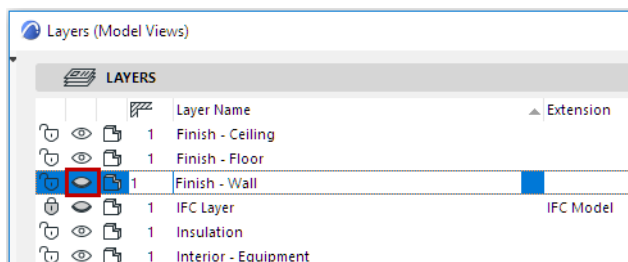 Layers (Model Views)
LAYERS
Layer Name Extension
1 Finish - Ceiling
1 Finish - Floor
1 Finish - Wall
1 IFC Layer IFC Model
1 Insulation
1 Interior - Equipment